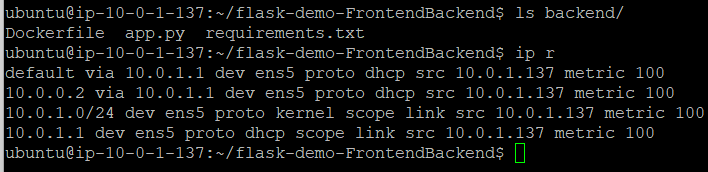 ubuntu@ip-10-0-1-137:~/flask-demo-FrontendBackend$ ls backend/
Dockerfile  app.py  requirements.txt
ubuntu@ip-10-0-1-137:~/flask-demo-FrontendBackend$ ip r
default via 10.0.1.1 dev ens5 proto dhcp src 10.0.1.137 metric 100
10.0.0.2 via 10.0.1.1 dev ens5 proto dhcp src 10.0.1.137 metric 100
10.0.1.0/24 dev ens5 proto kernel scope link src 10.0.1.137 metric 100
10.0.1.1 dev ens5 proto dhcp scope link src 10.0.1.137 metric 100
ubuntu@ip-10-0-1-137:~/flask-demo-FrontendBackend$